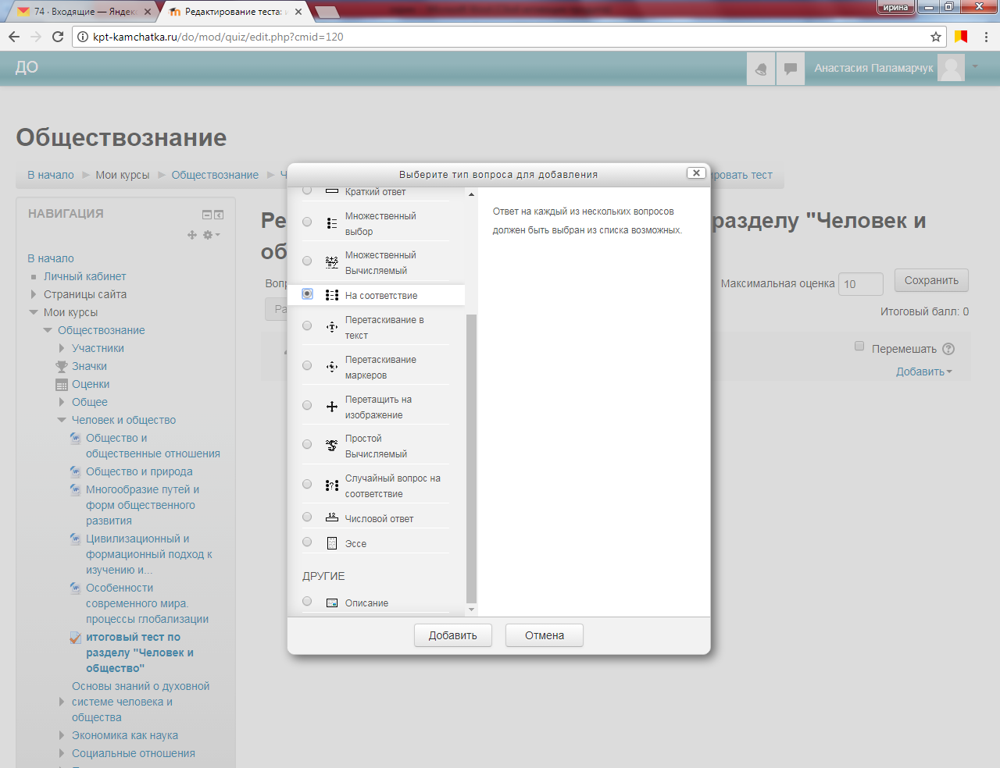 74 · Входящие — Яндекс
Редактирование теста:
ирина
kpt-kamchatka.ru/do/mod/quiz/edit.php?cmid=120
ДО
Анастасия Паламарчук
Обществознание
В начало
Мои курсы
Обществознание
Ч
ровать тест
НАВИГАЦИЯ
В начало
Личный кабинет
Страницы сайта
Мои курсы
Обществознание
Участники
Значки
Оценки
Общее
Человек и общество
Общество и
общественные отношения
Общество и природа
Многообразие путей и
форм общественного
развития
Цивилизационный и
формационный подход к
изучению и...
Особенности
современного мира.
процессы глобализации
итоговый тест по
разделу "Человек и
общество"
Основы знаний о духовной
системе человека и
общества
Экономика как наука
Социальные отношения
Ре
разделу "Человек и
об
Вопр
Максимальная оценка 10
Сохранить
Ра
Итоговый балл: 0
Перемешать
Добавить
Выберите тип вопроса для добавления
Краткий ответ
Множественный
выбор
Множественный
Вычисляемый
На соответствие
Перетаскивание в
текст
Перетаскивание
маркеров
Перетащить на
изображение
Простой
Вычисляемый
Случайный вопрос на
соответствие
Числовой ответ
Эссе
ДРУГИЕ
Описание
Ответ на каждый из нескольких вопросов
должен быть выбран из списка возможных.
Добавить
Отмена